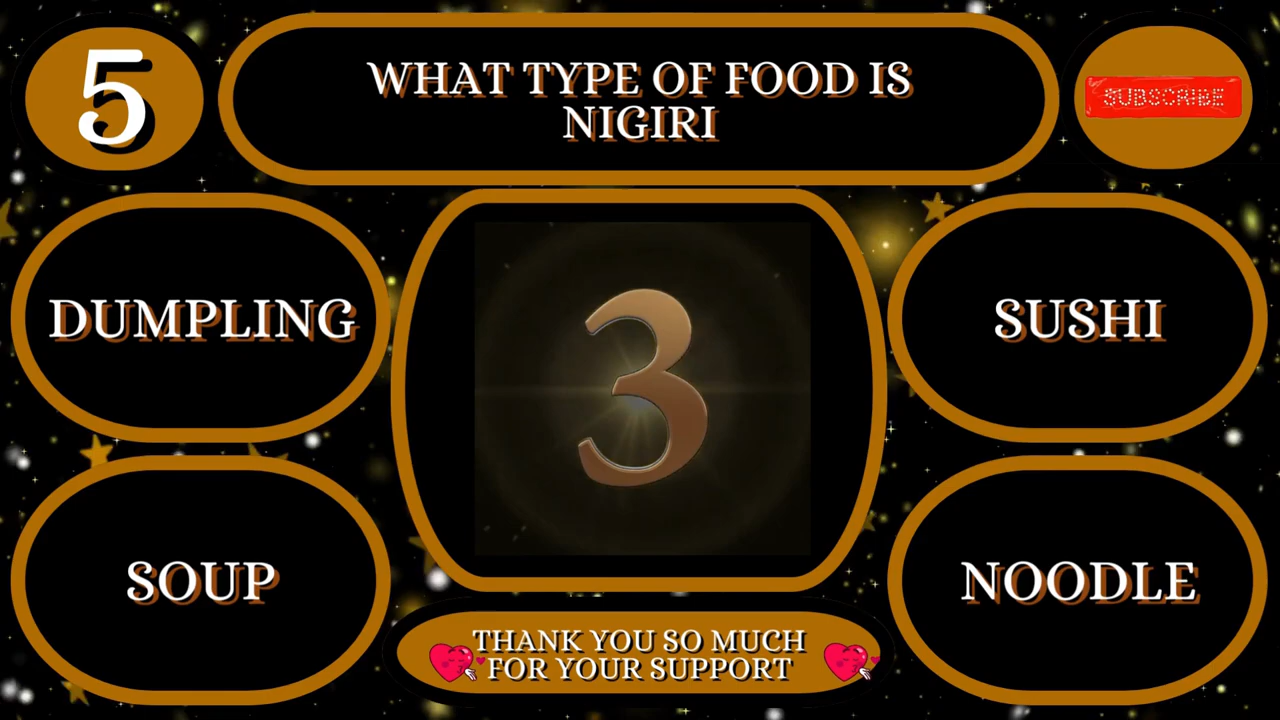 5
WHAT TYPE OF FOOD IS
NIGIRI
SUBSCRIBE
DUMPLING
3
SUSHI
SOUP
NOODLE
THANK YOU SO MUCH
FOR YOUR SUPPORT